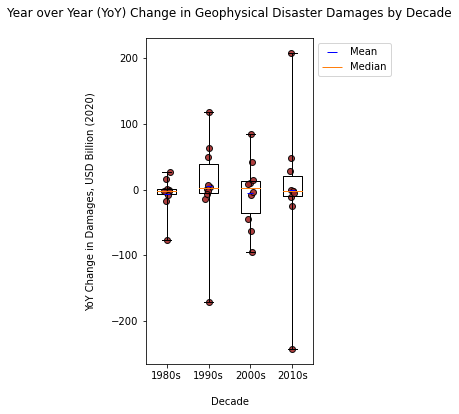 Year over Year (YoY) Change in Geophysical Disaster Damages by Decade
Mean
Median
YoY Change in Damages, USD Billion (2020)
200
100
0
−100
−200
1980s 1990s 2000s 2010s
Decade